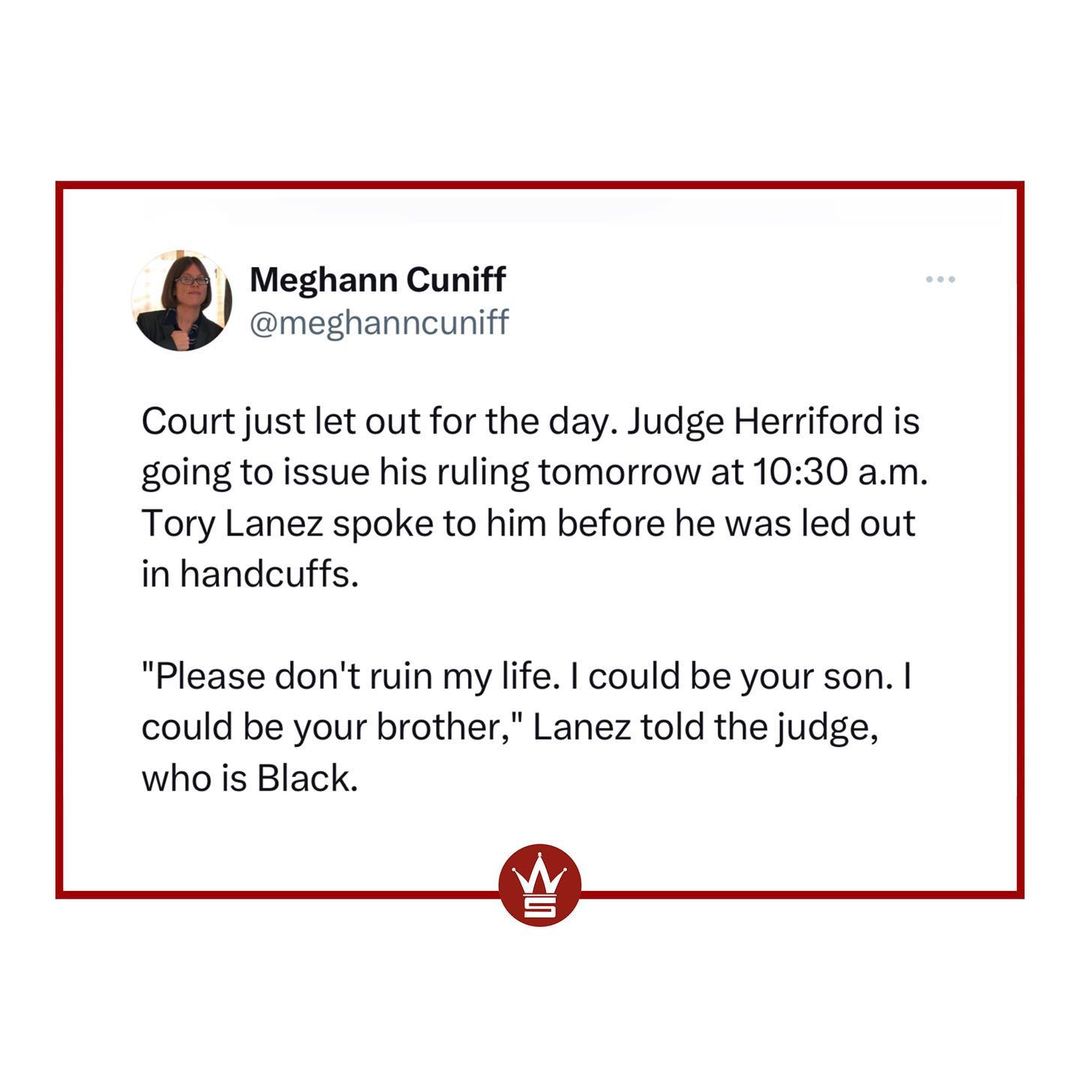 Meghann Cuniff
@meghanncuniff
Court just let out for the day. Judge Herriford is
going to issue his ruling tomorrow at 10:30 a.m.
Tory Lanez spoke to him before he was led out
in handcuffs.
"Please don't ruin my life. I could be your son. I
could be your brother," Lanez told the judge,
who is Black.
WS